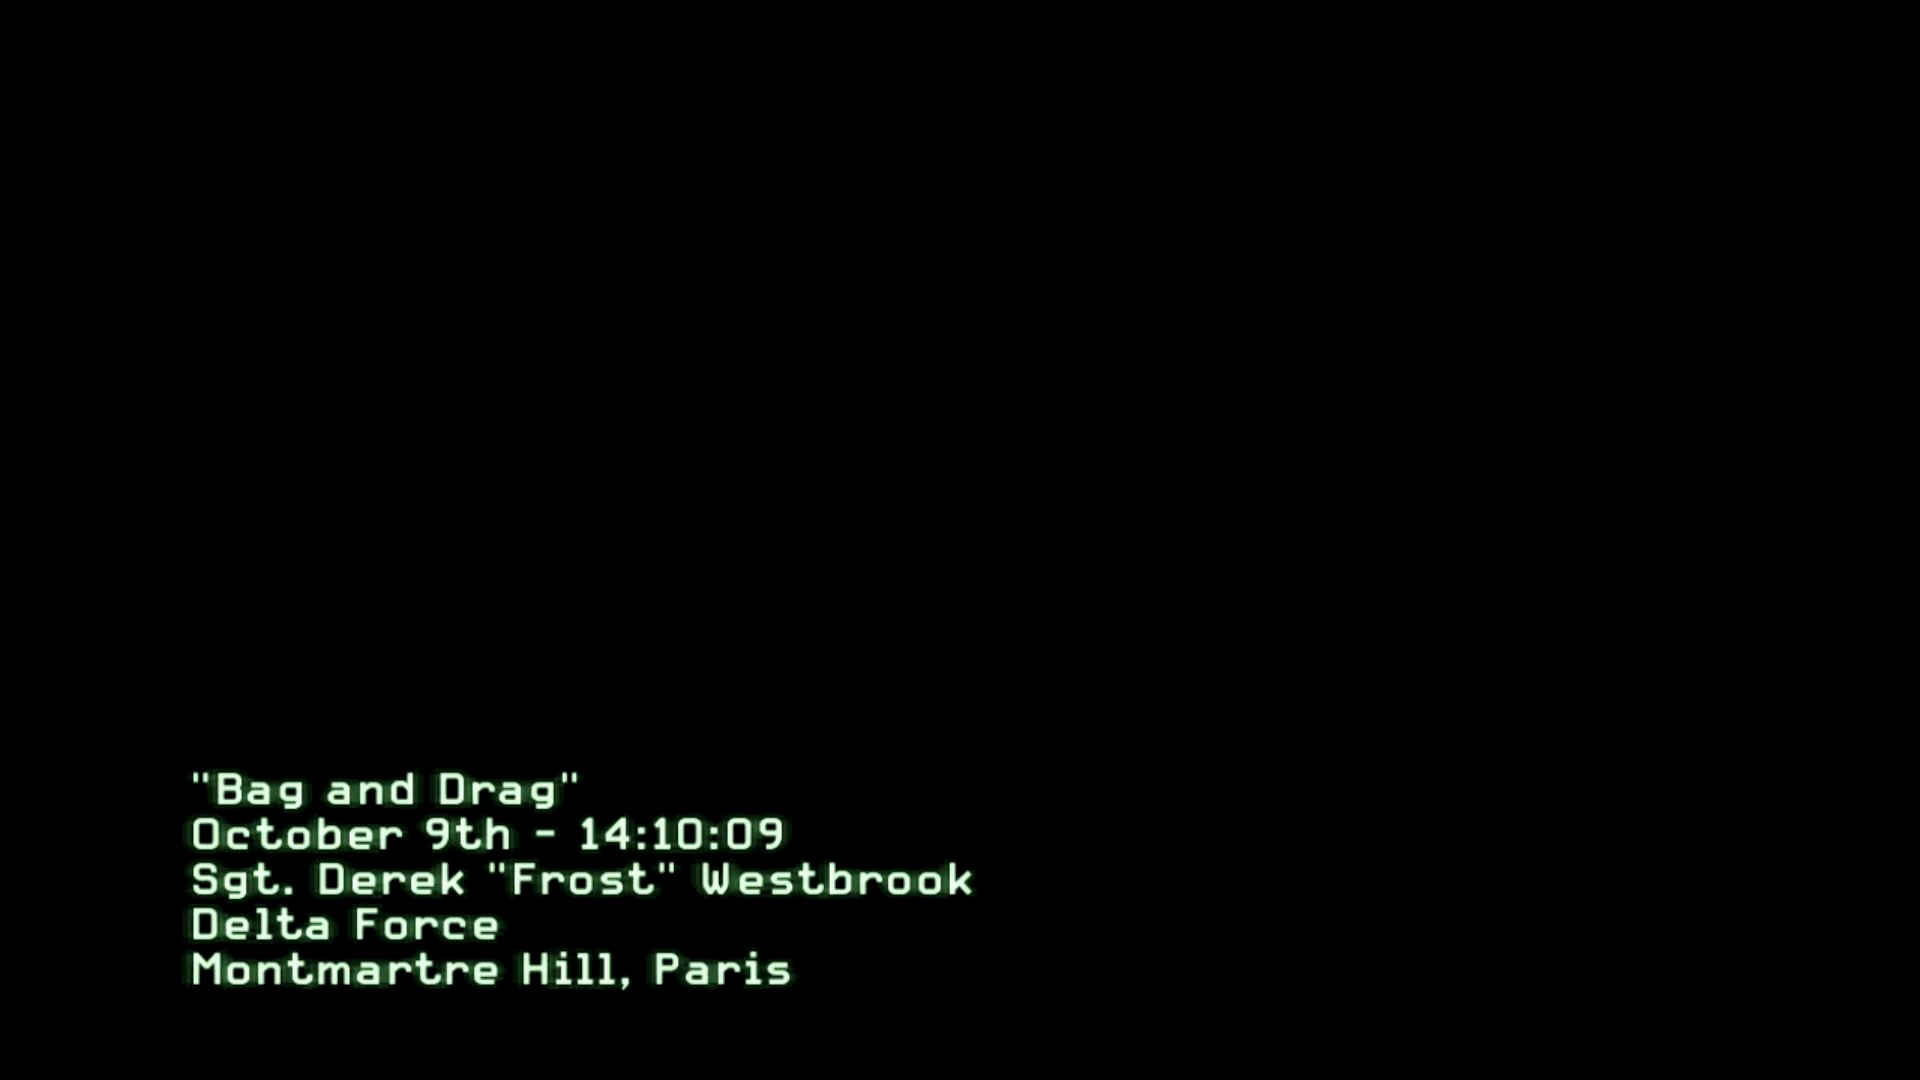 "Bag and Drag"
October 9th - 14:10:09
Sgt. Derek "Frost" Westbrook
Delta Force
Montmartre Hill, Paris